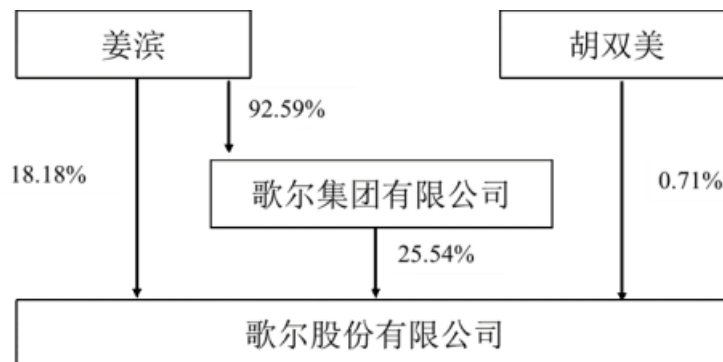 姜滨
胡双美
92.59%
18.18%
歌尔集团有限公司
0.71%
25.54%
歌尔股份有限公司